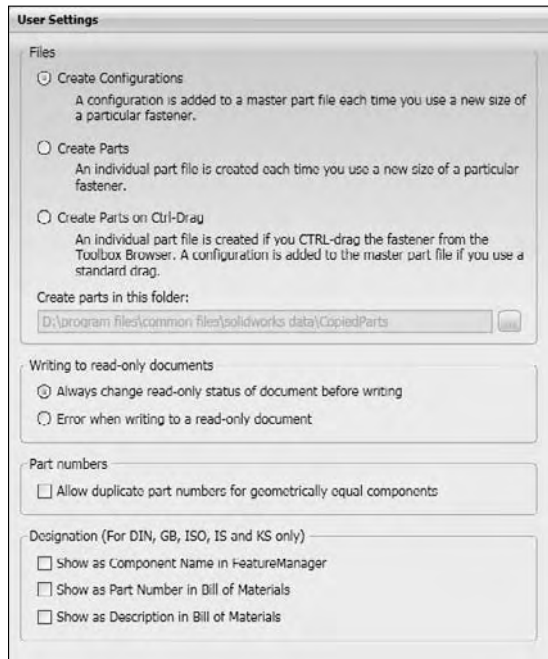 User Settings
Files
Create Configurations
A configuration is added to a master part file each time you use a new size of
a particular fastener.
Create Parts
An individual part file is created each time you use a new size of a particular
fastener.
Create Parts on Ctrl-Drag
An individual part file is created if you CTRL-drag the fastener from the
Toolbox Browser. A configuration is added to the master part file if you use a
standard drag.
Create parts in this folder:
D:\program files\common files\solidworks data\CopiedParts
...
Writing to read-only documents
Always change read-only status of document before writing
Error when writing to a read-only document
Part numbers
Allow duplicate part numbers for geometrically equal components
Designation (For DIN, GB, ISO, IS and KS only)
Show as Component Name in FeatureManager
Show as Part Number in Bill of Materials
Show as Description in Bill of Materials